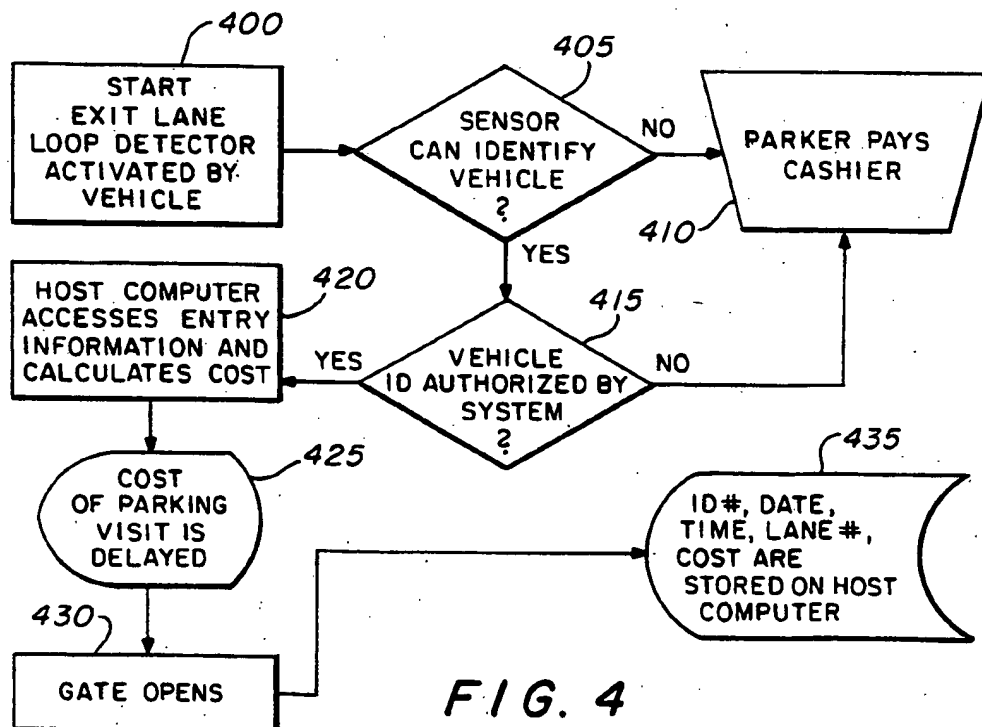 400
START
EXIT LANE
LOOP DETECTOR
ACTIVATED BY
VEHICLE
405
SENSOR
CAN IDENTIFY
VEHICLE
?
NO
YES
PARKER PAYS
CASHIER
410
415
VEHICLE
ID AUTHORIZED BY
SYSTEM
?
YES
NO
420
HOST COMPUTER
ACCESSES ENTRY
INFORMATION AND
CALCULATES COST
425
COST
OF PARKING
VISIT IS
DELAYED
430
GATE OPENS
435
ID#, DATE,
TIME, LANE #,
COST ARE
STORED ON HOST
COMPUTER
FIG. 4